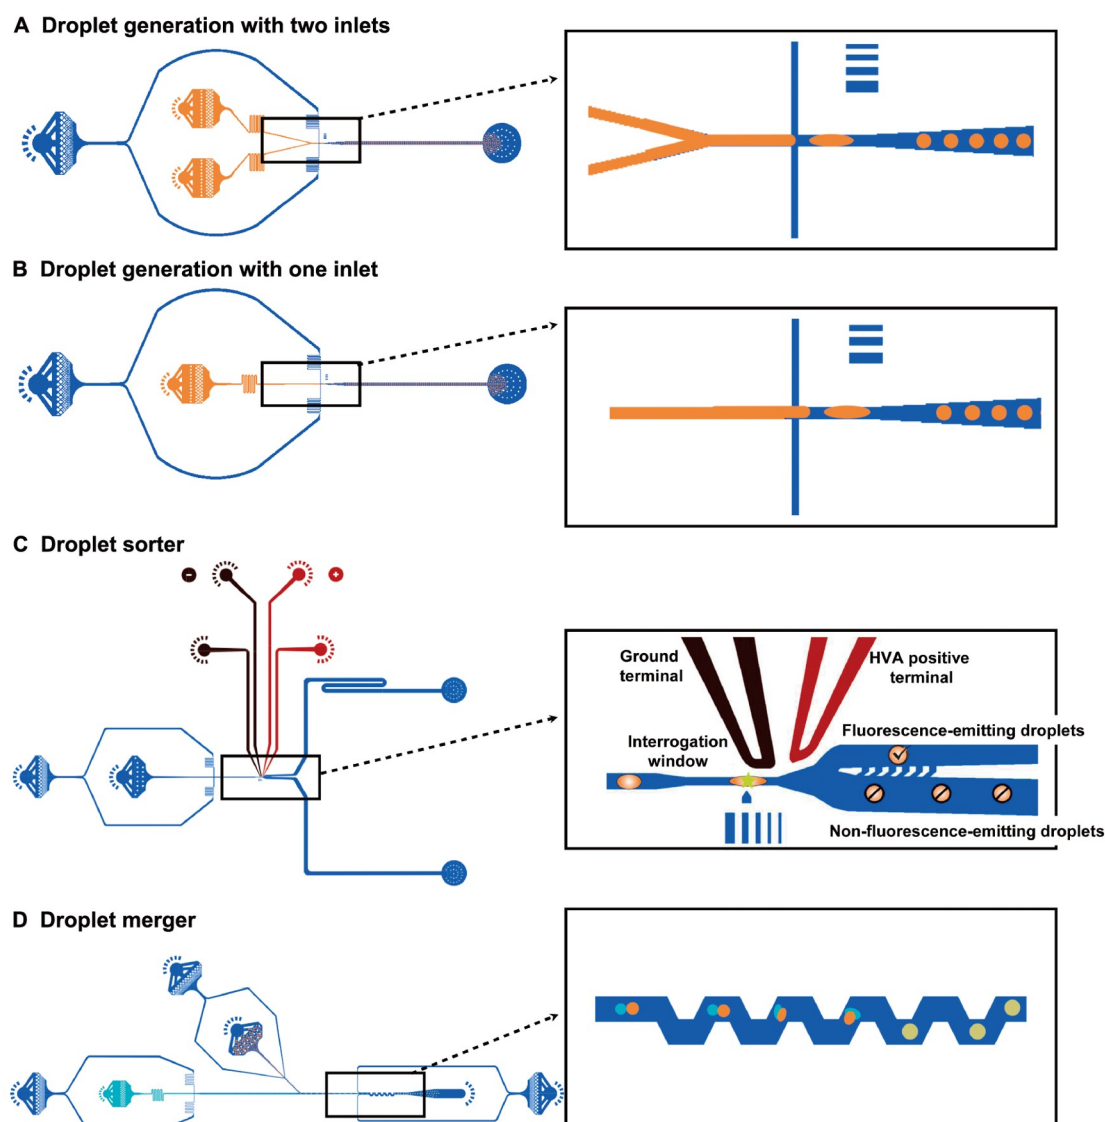 A Droplet generation with two inlets
B Droplet generation with one inlet
C Droplet sorter
Ground
terminal
HVA positive
terminal
Interrogation
window
Fluorescence-emitting droplets
Non-fluorescence-emitting droplets
D Droplet merger